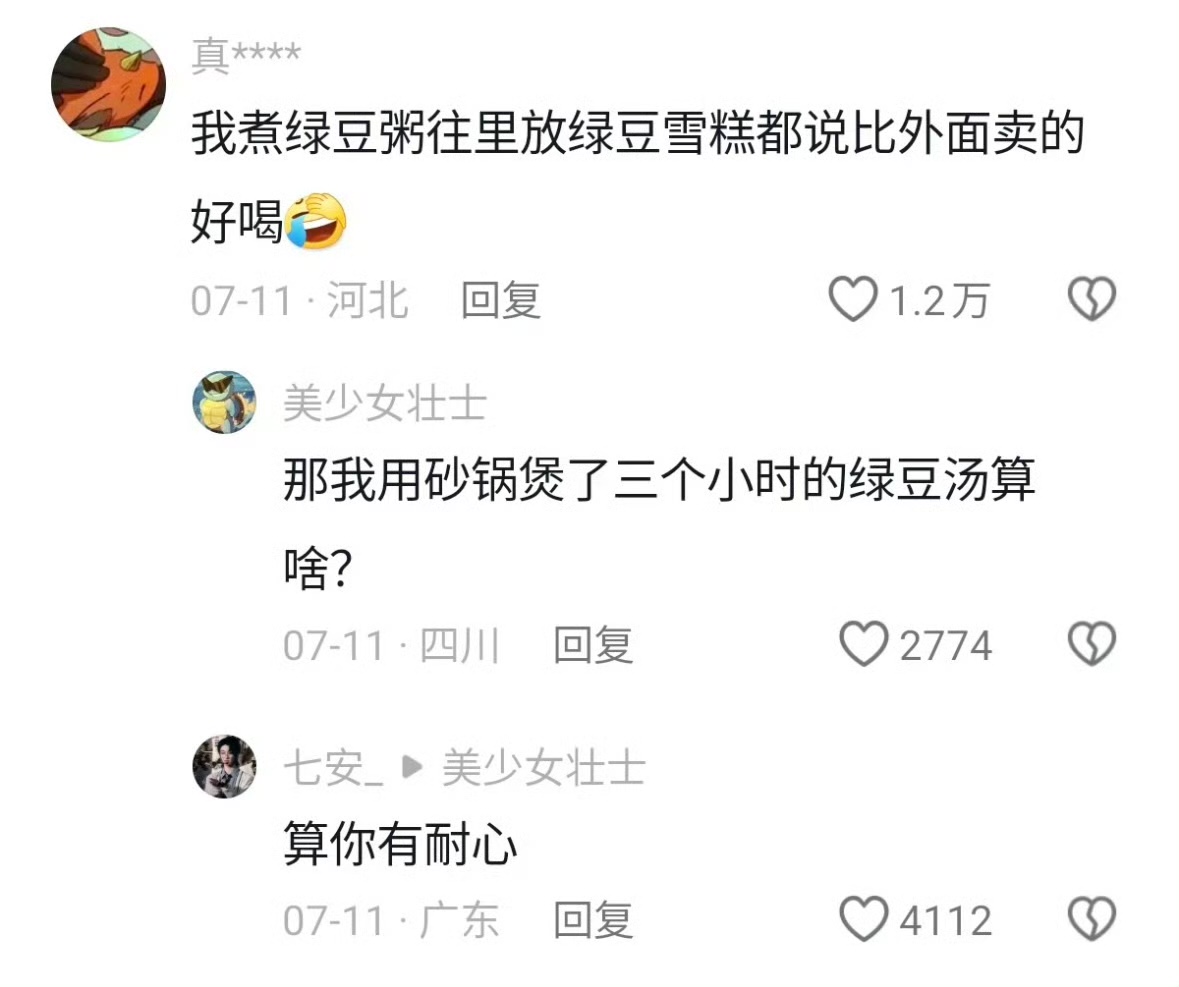 真****
我煮绿豆粥往里放绿豆雪糕都说比外面卖的
好喝🤣
07-11 · 河北 回复 1.2万
美少女壮士
那我用砂锅煲了三个小时的绿豆汤算
啥？
07-11 · 四川 回复 2774
七安_ ▶ 美少女壮士
算你有耐心
07-11 · 广东 回复 4112